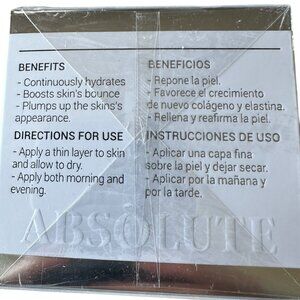 BENEFITS
- Continuously hydrates
- Boosts skin's bounce
- Plumps up the skins's
appearance.
DIRECTIONS FOR USE
- Apply a thin layer to skin
and allow to dry.
- Apply both morning and
evening.
BENEFICIOS
- Repone la piel.
- Favorece el crecimiento
de nuevo colágeno y elastina.
- Rellena y reafirma la piel.
INSTRUCCIONES DE USO
- Aplicar una capa fina
sobre la piel y dejar secar.
- Aplicar por la mañana y
por la tarde.
ABSOLUTE